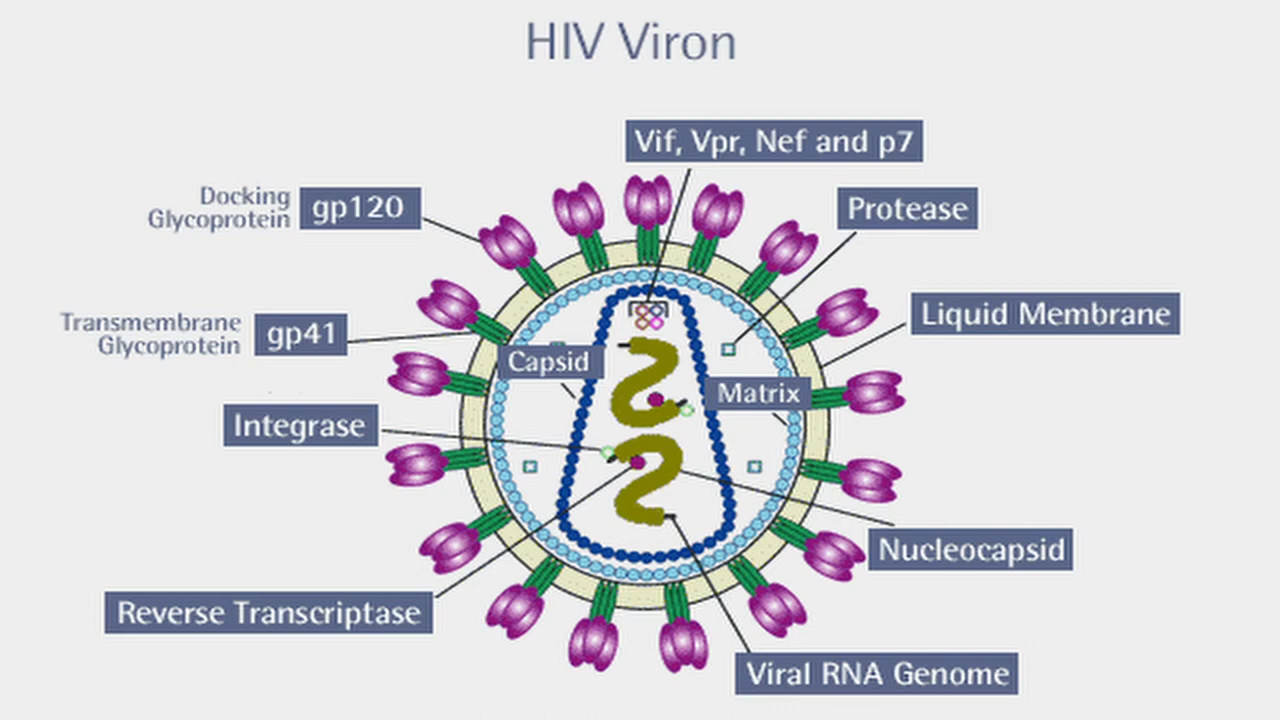 HIV Viron
Vif, Vpr, Nef and p7
Docking
Glycoprotein
gp120
Protease
Transmembrane
Glycoprotein
gp41
Liquid Membrane
Capsid
Matrix
Integrase
Nucleocapsid
Reverse Transcriptase
Viral RNA Genome